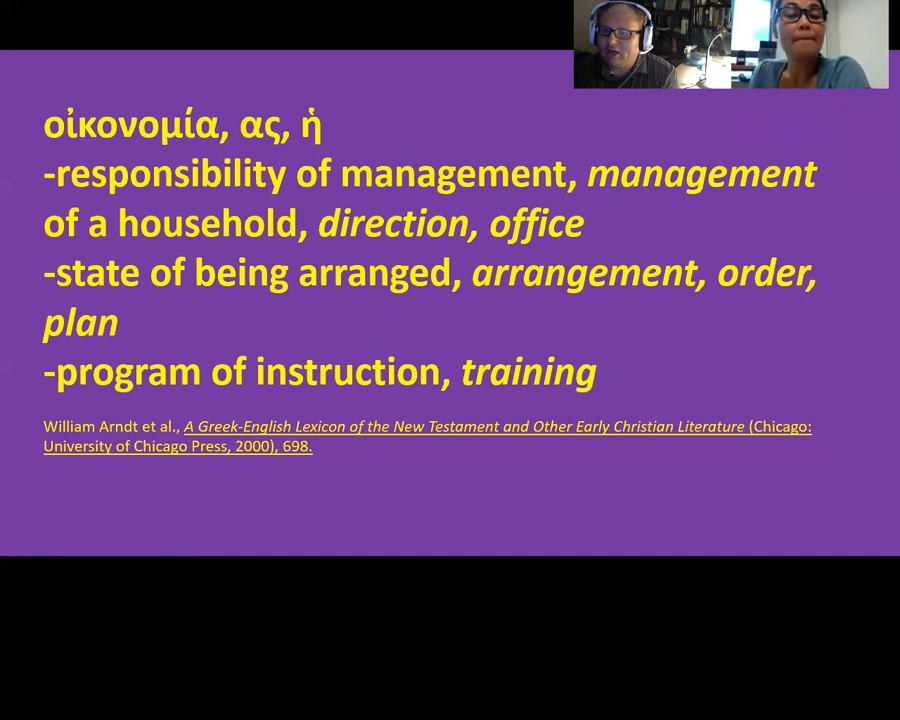 οἰκονομία, ας, ἡ
-responsibility of management, management
of a household, direction, office
-state of being arranged, arrangement, order,
plan
-program of instruction, training
William Arndt et al., A Greek-English Lexicon of the New Testament and Other Early Christian Literature (Chicago:
University of Chicago Press, 2000), 698.